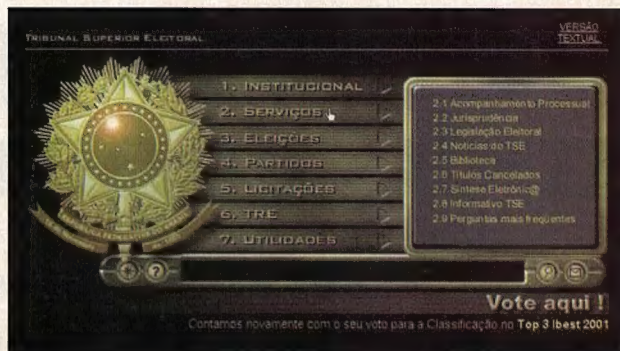 TRIBUNAL SUPERIOR ELEITORAL
VERSÃO
TEXTUAL
1. INSTITUCIONAL
2. SERVIÇOS
3. ELEIÇÕES
4. PARTIDOS
5. LICITAÇÕES
6. TRE
7. UTILIDADES
2.1 Acompanhamento Processual
2.2 Jurisprudência
2.3 Legislação Eleitoral
2.4 Notícias do TSE
2.5 Biblioteca
2.6 Títulos Cancelados
2.7 Síntese Eletrônic@
2.8 Informativo TSE
2.9 Perguntas mais freqüentes
?
Vote aqui !
Contamos novamente com o seu voto para a Classificação no Top 3 Ibest 2001